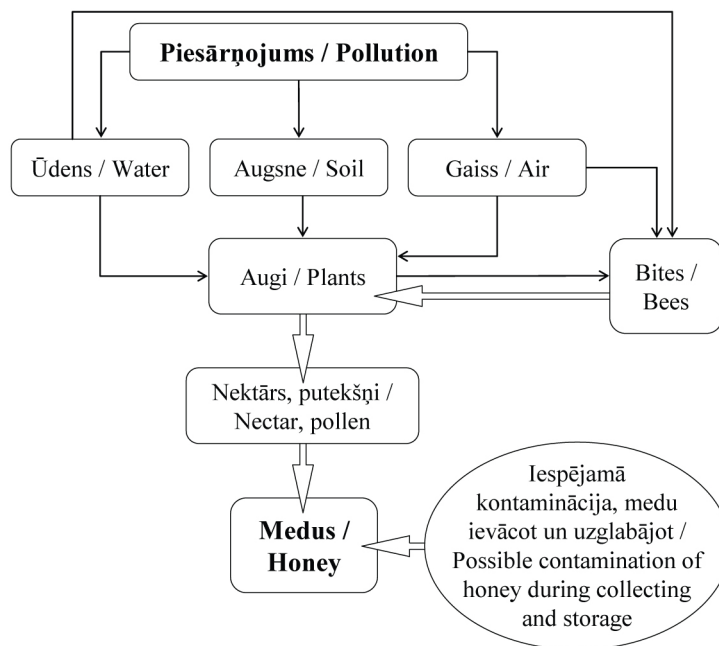 Piesārņojums / Pollution
Ūdens / Water
Augsne / Soil
Gaiss / Air
Augi / Plants
Bites /
Bees
Nektārs, putekšņi /
Nectar, pollen
Medus /
Honey
Iespējamā
kontaminācija, medu
ievācot un uzglabājot /
Possible contamination of
honey during collecting
and storage